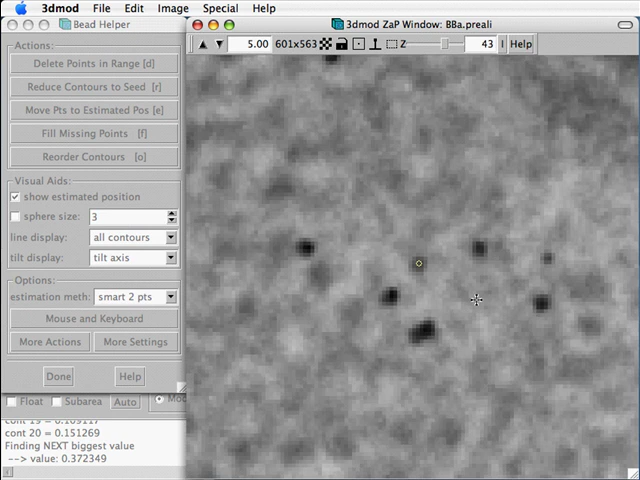 3dmod File Edit Image Special Help
Bead Helper
3dmod ZaP Window: BBa.preali
5.00 601x563 Z 43 I Help
Actions:
Delete Points in Range [d]
Reduce Contours to Seed [r]
Move Pts to Estimated Pos [e]
Fill Missing Points [f]
Reorder Contours [o]
Visual Aids:
show estimated position
sphere size: 3
line display: all contours
tilt display: tilt axis
Options:
estimation meth: smart 2 pts
Mouse and Keyboard
More Actions More Settings
Done Help
Float Subarea Auto
cont 20 = 0.151269
Finding NEXT biggest value
--> value: 0.372349